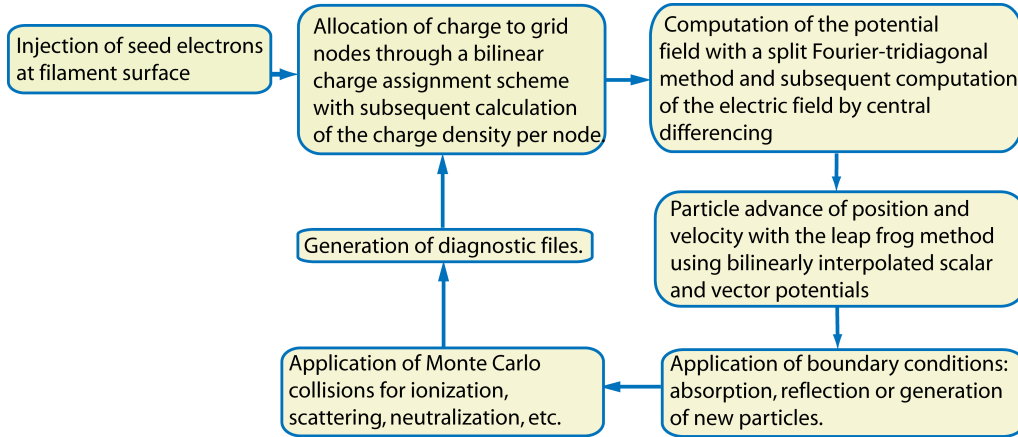 Injection of seed electrons
at filament surface
Allocation of charge to grid
nodes through a bilinear
charge assignment scheme
with subsequent calculation
of the charge density per node.
Computation of the potential
field with a split Fourier-tridiagonal
method and subsequent computation
of the electric field by central
differencing
Particle advance of position and
velocity with the leap frog method
using bilinearly interpolated scalar
and vector potentials
Application of boundary conditions:
absorption, reflection or generation
of new particles.
Application of Monte Carlo
collisions for ionization,
scattering, neutralization, etc.
Generation of diagnostic files.